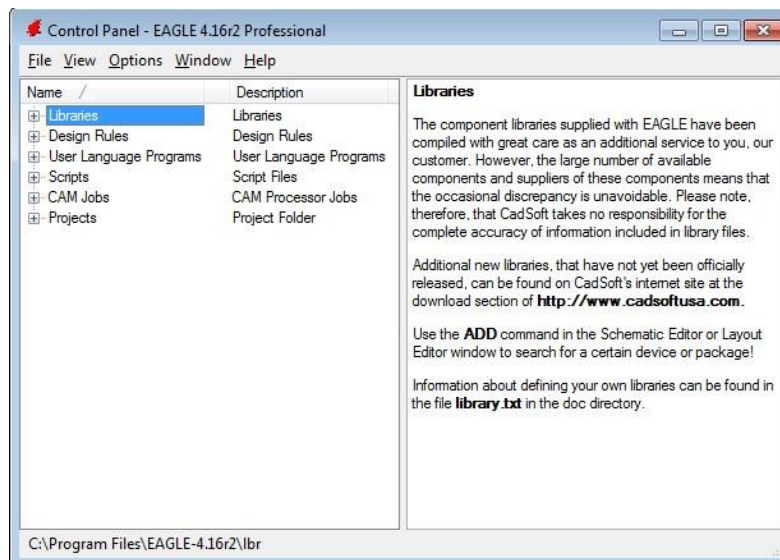 Control Panel - EAGLE 4.16r2 Professional
File View Options Window Help
Name Description
Libraries Libraries
Design Rules Design Rules
User Language Programs User Language Programs
Scripts Script Files
CAM Jobs CAM Processor Jobs
Projects Project Folder
Libraries
The component libraries supplied with EAGLE have been
compiled with great care as an additional service to you, our
customer. However, the large number of available
components and suppliers of these components means that
the occasional discrepancy is unavoidable. Please note,
therefore, that CadSoft takes no responsibility for the
complete accuracy of information included in library files.
Additional new libraries, that have not yet been officially
released, can be found on CadSoft's internet site at the
download section of http://www.cadsoftusa.com.
Use the ADD command in the Schematic Editor or Layout
Editor window to search for a certain device or package!
Information about defining your own libraries can be found in
the file library.txt in the doc directory.
C:\Program Files\EAGLE-4.16r2\lbr